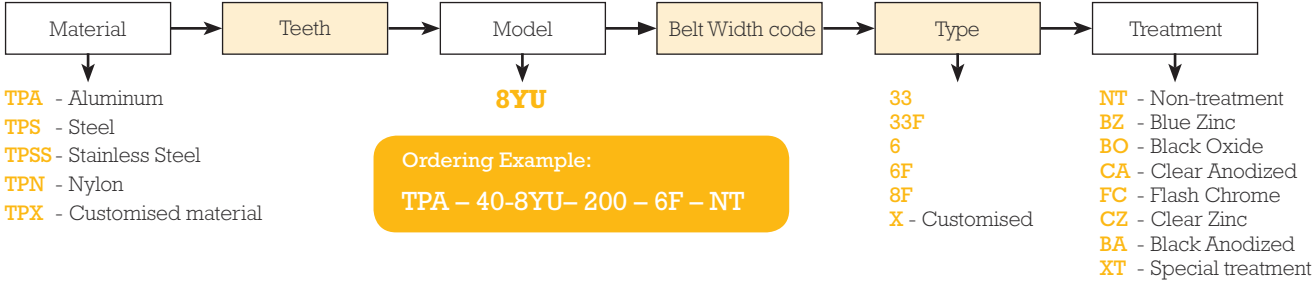 Material Teeth Model Belt Width code Type Treatment
TPA - Aluminum
TPS - Steel
TPSS - Stainless Steel
TPN - Nylon
TPX - Customised material
8YU
Ordering Example:
TPA – 40-8YU– 200 – 6F – NT
33
33F
6
6F
8F
X - Customised
NT - Non-treatment
BZ - Blue Zinc
BO - Black Oxide
CA - Clear Anodized
FC - Flash Chrome
CZ - Clear Zinc
BA - Black Anodized
XT - Special treatment